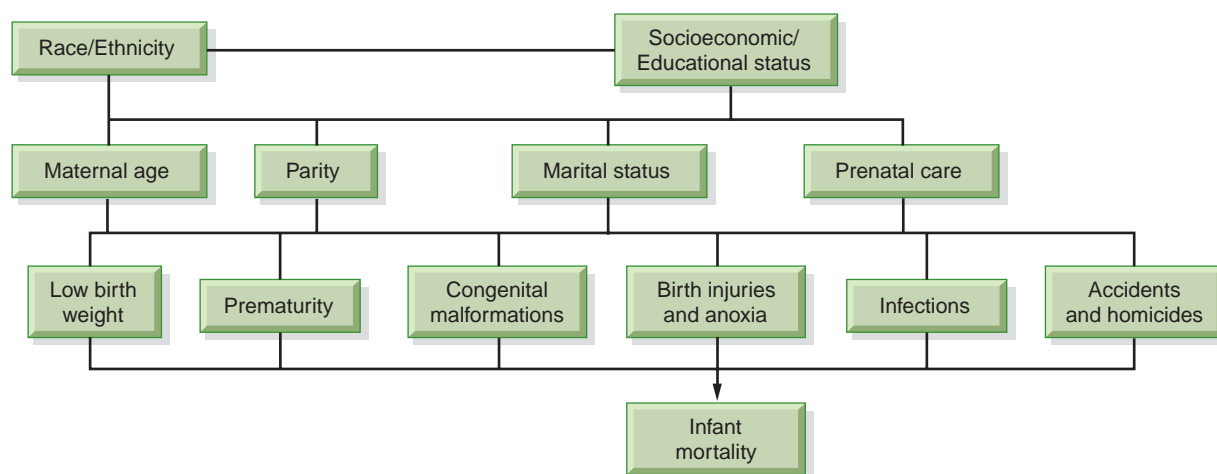 Race/Ethnicity
Socioeconomic/
Educational status
Maternal age
Parity
Marital status
Prenatal care
Low birth
weight
Prematurity
Congenital
malformations
Birth injuries
and anoxia
Infections
Accidents
and homicides
Infant
mortality